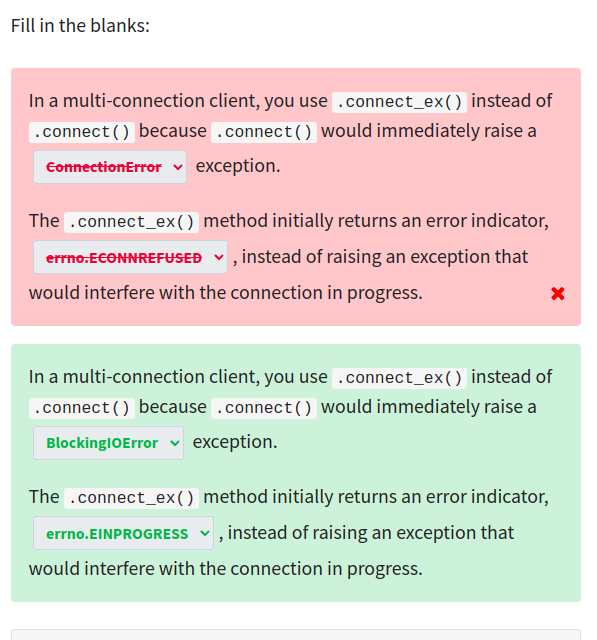 Fill in the blanks:
In a multi-connection client, you use .connect_ex() instead of
.connect() because .connect() would immediately raise a
ConnectionError exception.
The .connect_ex() method initially returns an error indicator,
errno.ECONNREFUSED , instead of raising an exception that
would interfere with the connection in progress.
In a multi-connection client, you use .connect_ex() instead of
.connect() because .connect() would immediately raise a
BlockingIOError exception.
The .connect_ex() method initially returns an error indicator,
errno.EINPROGRESS , instead of raising an exception that
would interfere with the connection in progress.